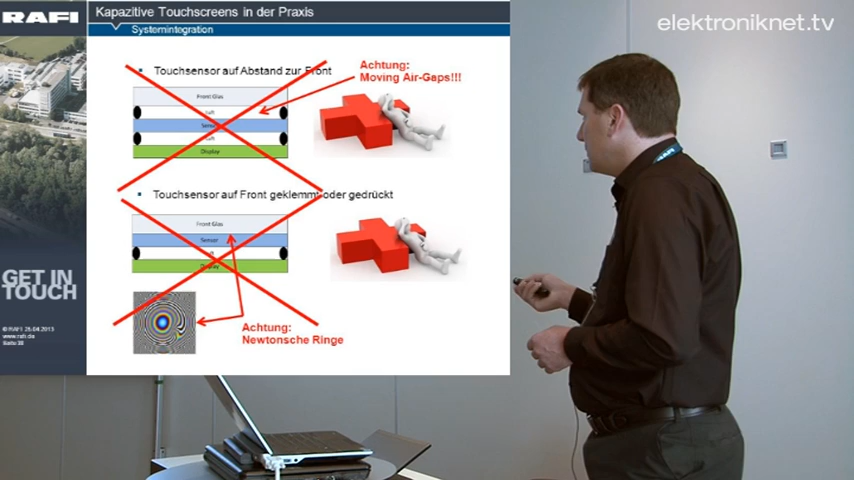 RAFI
Kapazitive Touchscreens in der Praxis
Systemintegration
elektroniknet.tv
Touchsensor auf Abstand zur Front
Achtung:
Moving Air-Gaps!!!
Front Glas
Luft
Sensor
Luft
Display
Touchsensor auf Front geklemmt oder gedrückt
Front Glas
Sensor
Display
Achtung:
Newtonsche Ringe
GET IN
TOUCH
© RAFI 25.04.2013
www.rafi.de
Seite 38